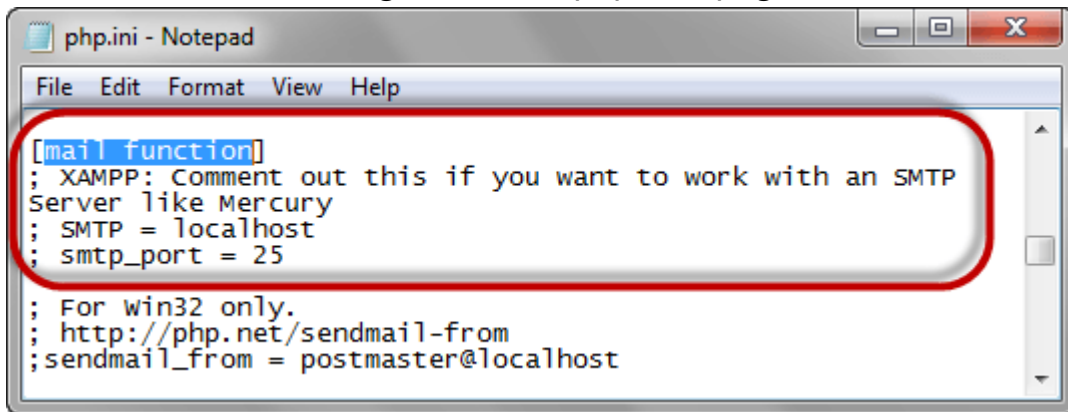 php.ini - Notepad
File Edit Format View Help
[mail function]
; XAMPP: Comment out this if you want to work with an SMTP
Server like Mercury
; SMTP = localhost
; smtp_port = 25
; For Win32 only.
; http://php.net/sendmail-from
;sendmail_from = postmaster@localhost